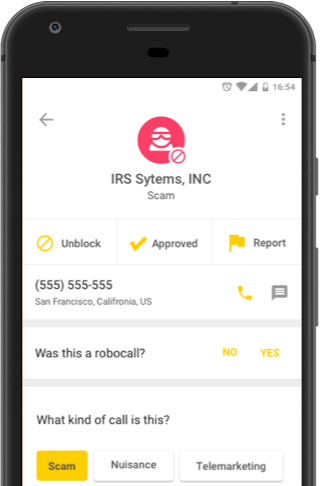 16:54
IRS Sytems, INC
Scam
Unblock Approved Report
(555) 555-555
San Francisco, Califronia, US
Was this a robocall? NO YES
What kind of call is this?
Scam Nuisance Telemarketing